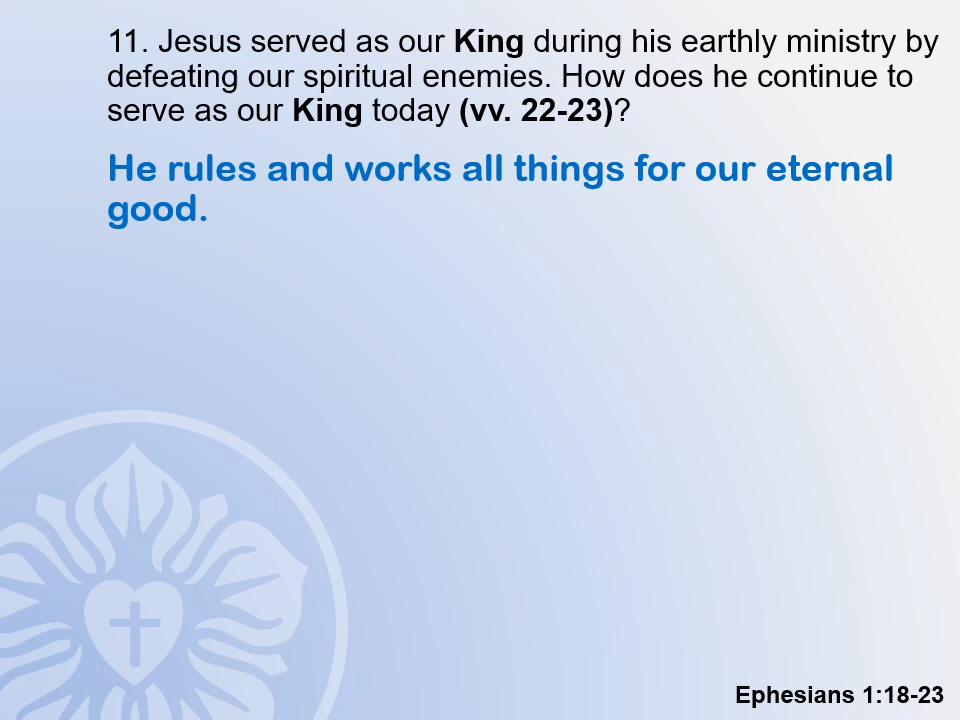 11. Jesus served as our King during his earthly ministry by
defeating our spiritual enemies. How does he continue to
serve as our King today (vv. 22-23)?
He rules and works all things for our eternal
good.
Ephesians 1:18-23